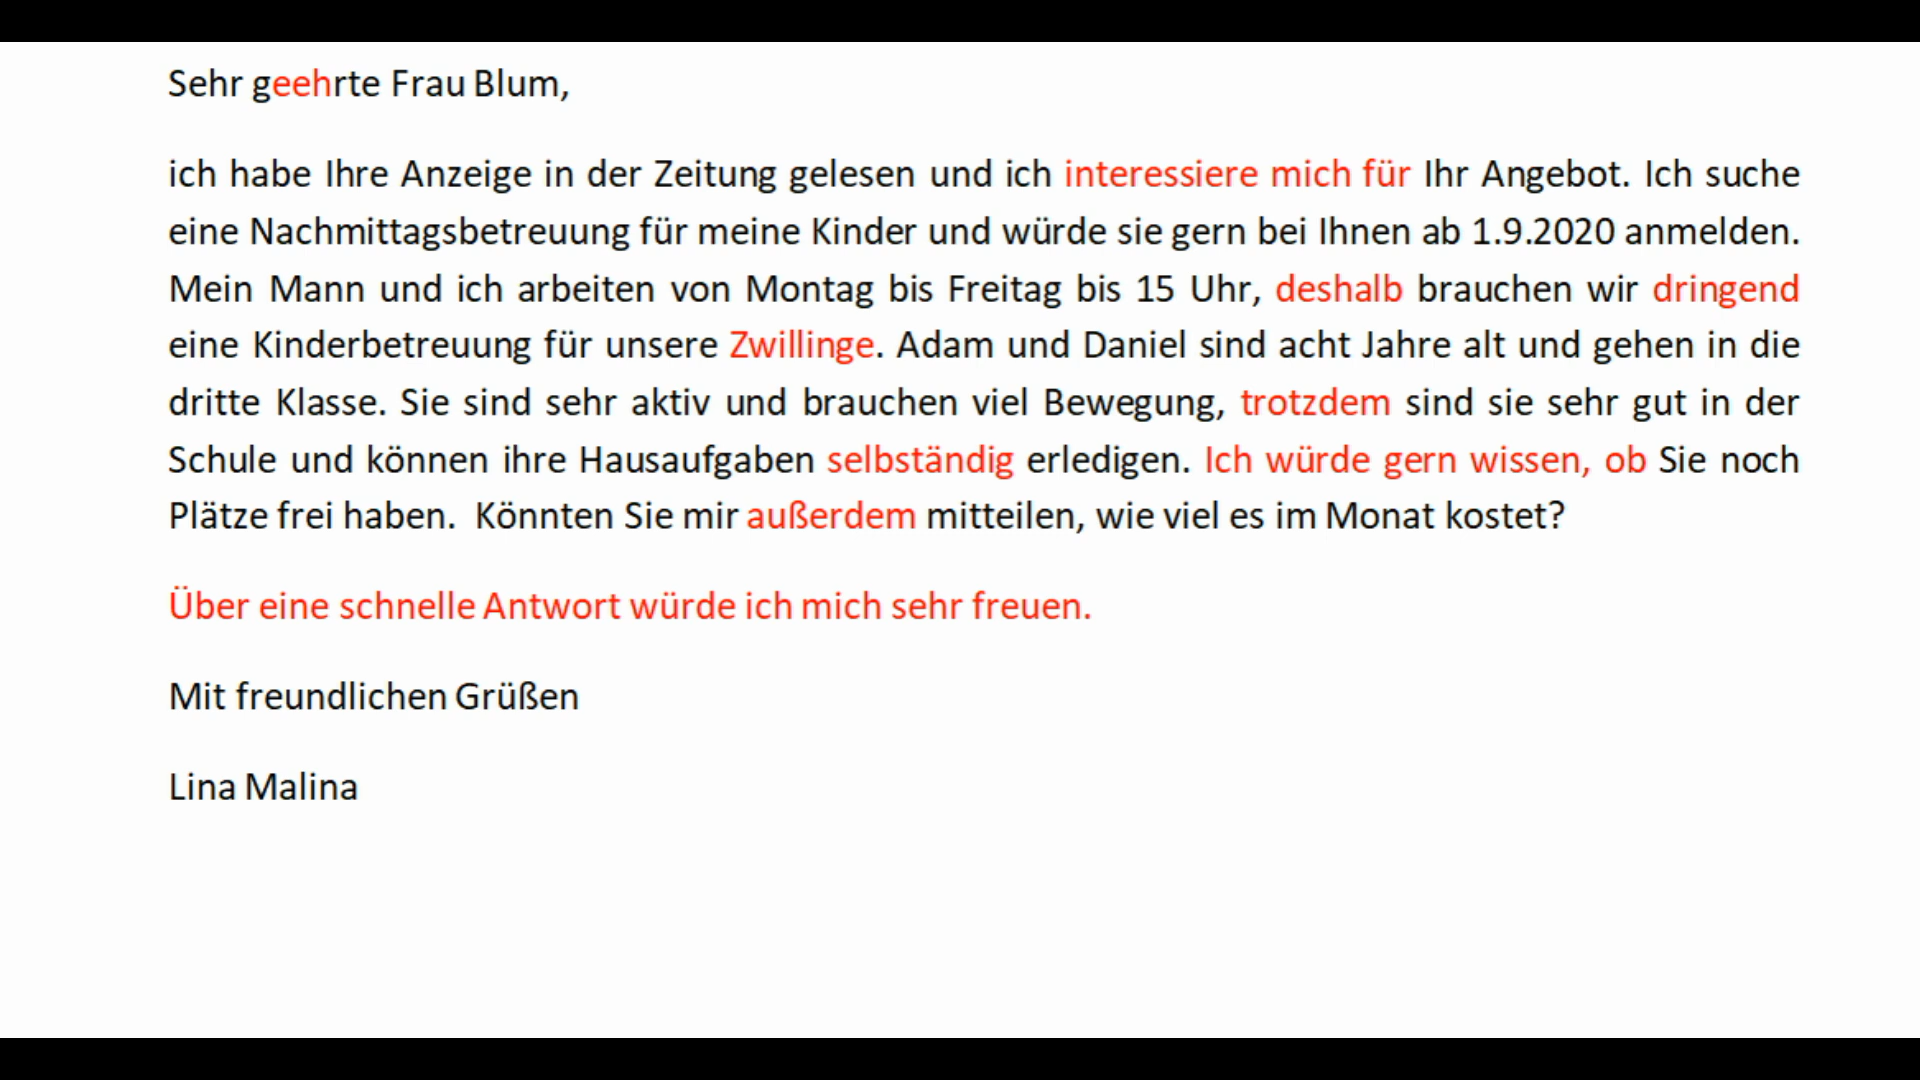 Sehr geehrte Frau Blum,
ich habe Ihre Anzeige in der Zeitung gelesen und ich interessiere mich für Ihr Angebot. Ich suche
eine Nachmittagsbetreuung für meine Kinder und würde sie gern bei Ihnen ab 1.9.2020 anmelden.
Mein Mann und ich arbeiten von Montag bis Freitag bis 15 Uhr, deshalb brauchen wir dringend
eine Kinderbetreuung für unsere Zwillinge. Adam und Daniel sind acht Jahre alt und gehen in die
dritte Klasse. Sie sind sehr aktiv und brauchen viel Bewegung, trotzdem sind sie sehr gut in der
Schule und können ihre Hausaufgaben selbständig erledigen. Ich würde gern wissen, ob Sie noch
Plätze frei haben.  Könnten Sie mir außerdem mitteilen, wie viel es im Monat kostet?
Über eine schnelle Antwort würde ich mich sehr freuen.
Mit freundlichen Grüßen
Lina Malina